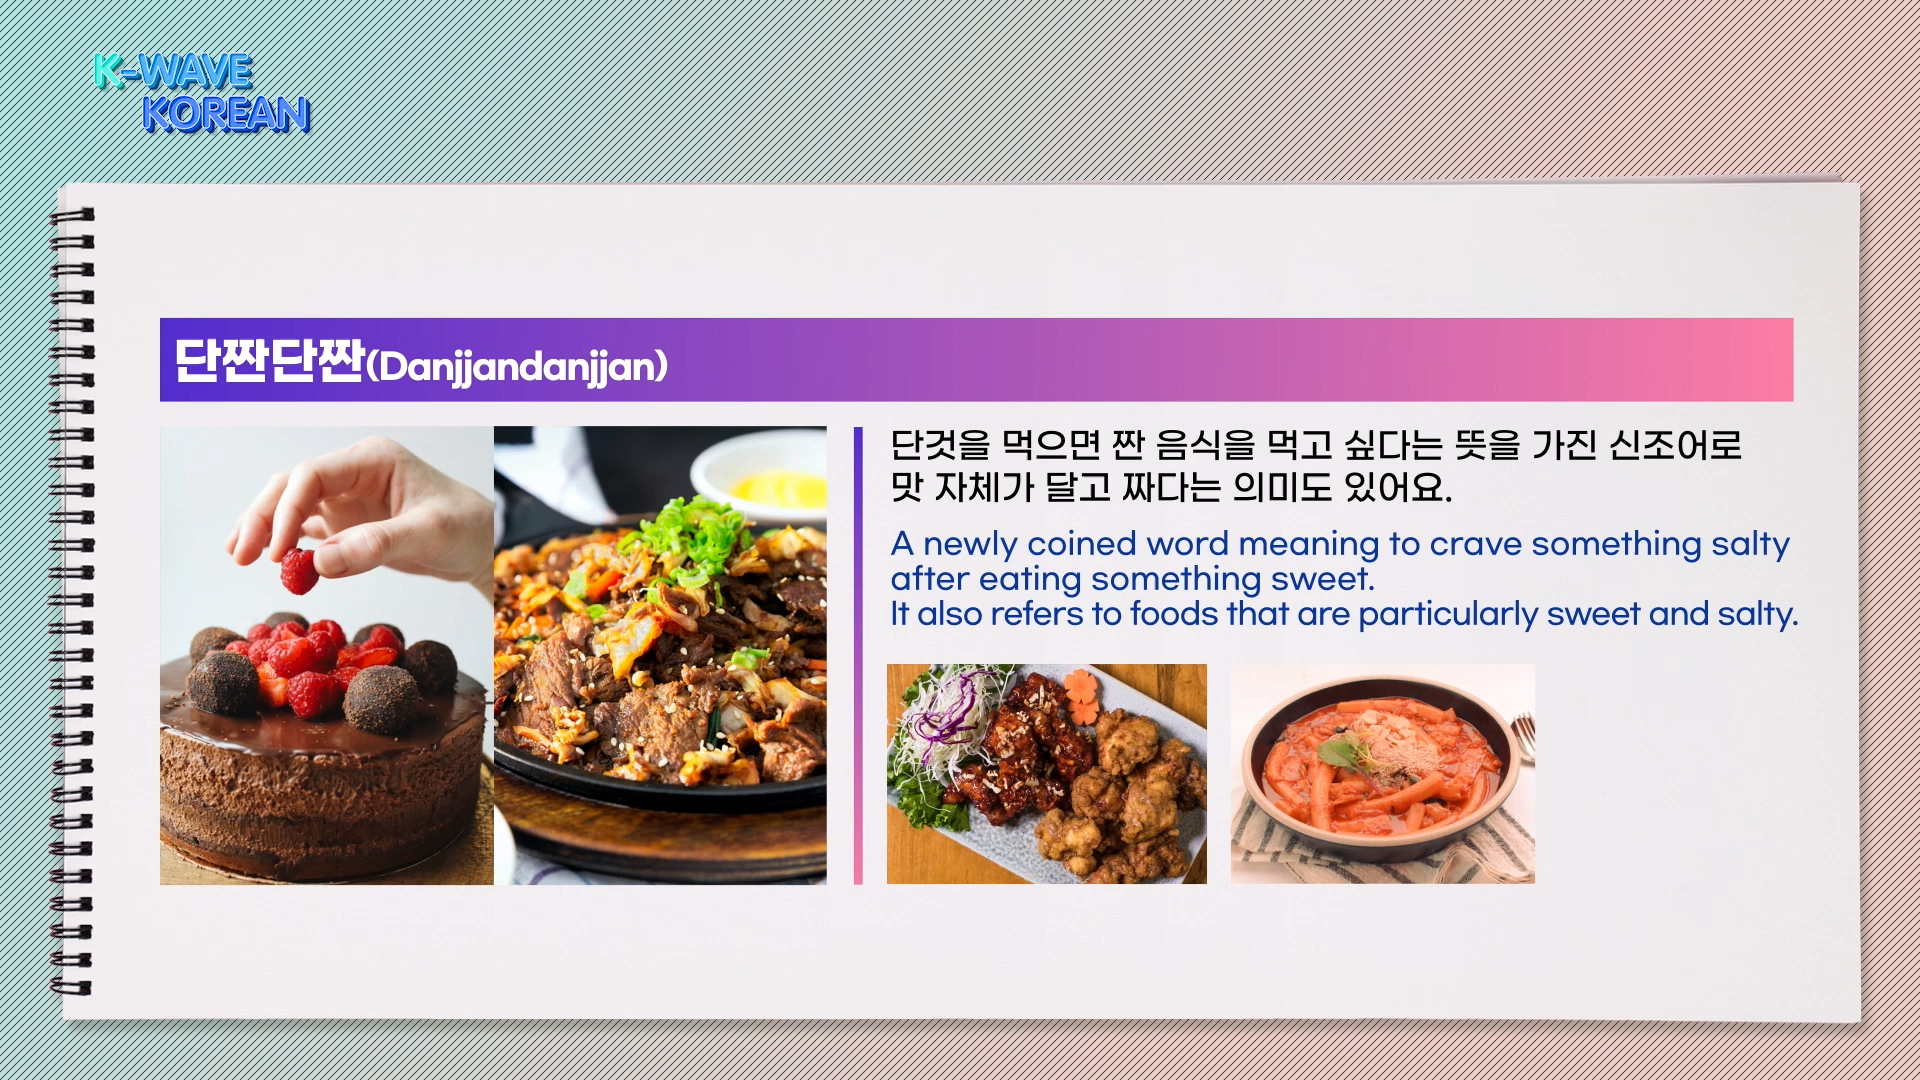 K-WAVE
KOREAN
단짠단짠(Danjjandanjjan)
단것을 먹으면 짠 음식을 먹고 싶다는 뜻을 가진 신조어로
맛 자체가 달고 짜다는 의미도 있어요.
A newly coined word meaning to crave something salty
after eating something sweet.
It also refers to foods that are particularly sweet and salty.